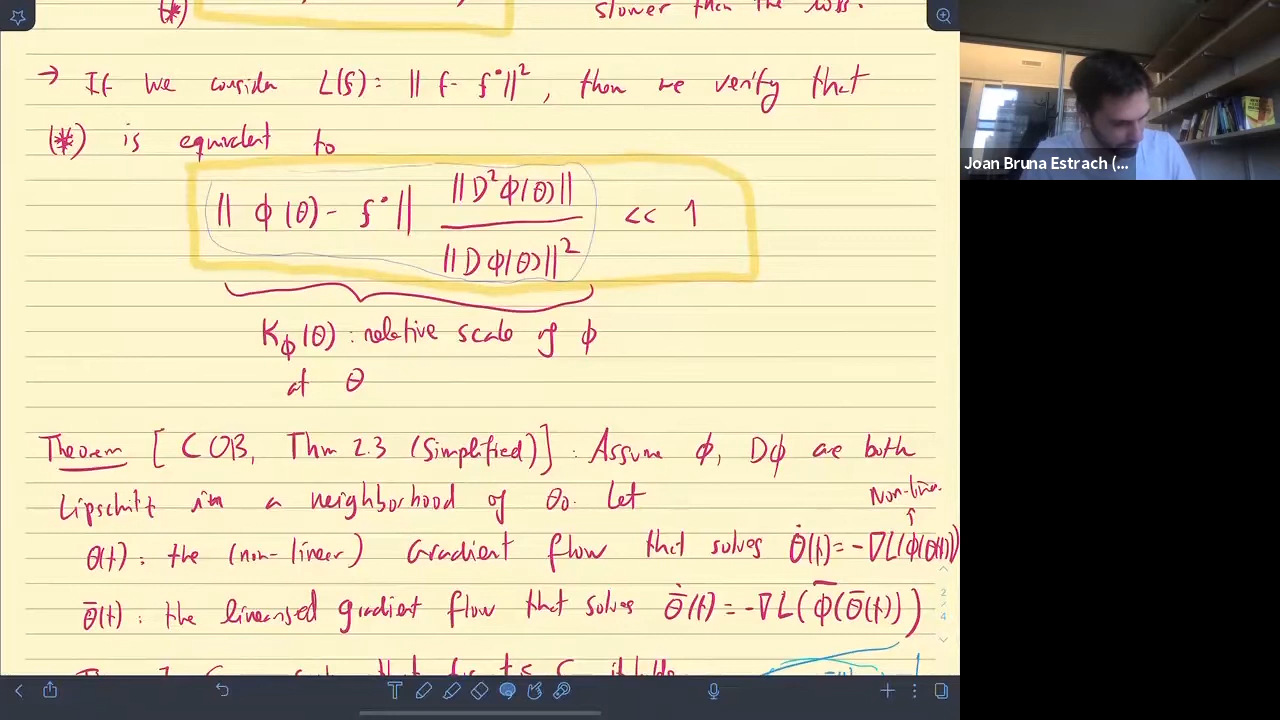 (*)
slower than the loss.
→ If we consider L(f) = || f - f* ||², then we verify that
(*) is equivalent to
|| ϕ(θ) - f* || ||D²ϕ(θ)|| / ||Dϕ(θ)||² << 1
K_ϕ(θ) : relative scale of ϕ
at θ
Theorem [COB, Thm 2.3 (Simplified)] : Assume ϕ, Dϕ are both
Lipschitz in a neighborhood of θ₀. Let
Non-linear
θ(t) : the (non-linear) Gradient flow that solves θ̇(t) = -∇L(ϕ(θ(t)))
θ̄(t) : the linearised gradient flow that solves θ̄̇(t) = -∇L(ϕ̄(θ̄(t)))
Joan Bruna Estrach (...
2
4
T